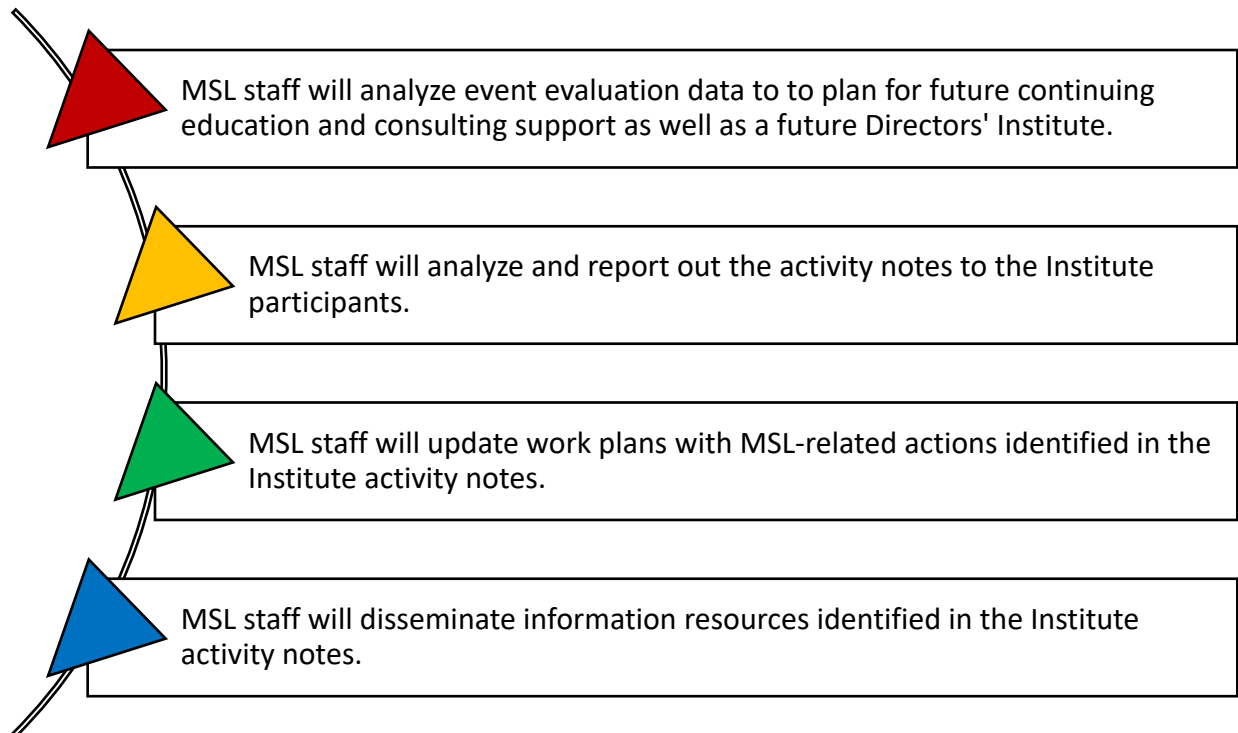 MSL staff will analyze event evaluation data to to plan for future continuing
education and consulting support as well as a future Directors' Institute.
MSL staff will analyze and report out the activity notes to the Institute
participants.
MSL staff will update work plans with MSL-related actions identified in the
Institute activity notes.
MSL staff will disseminate information resources identified in the Institute
activity notes.